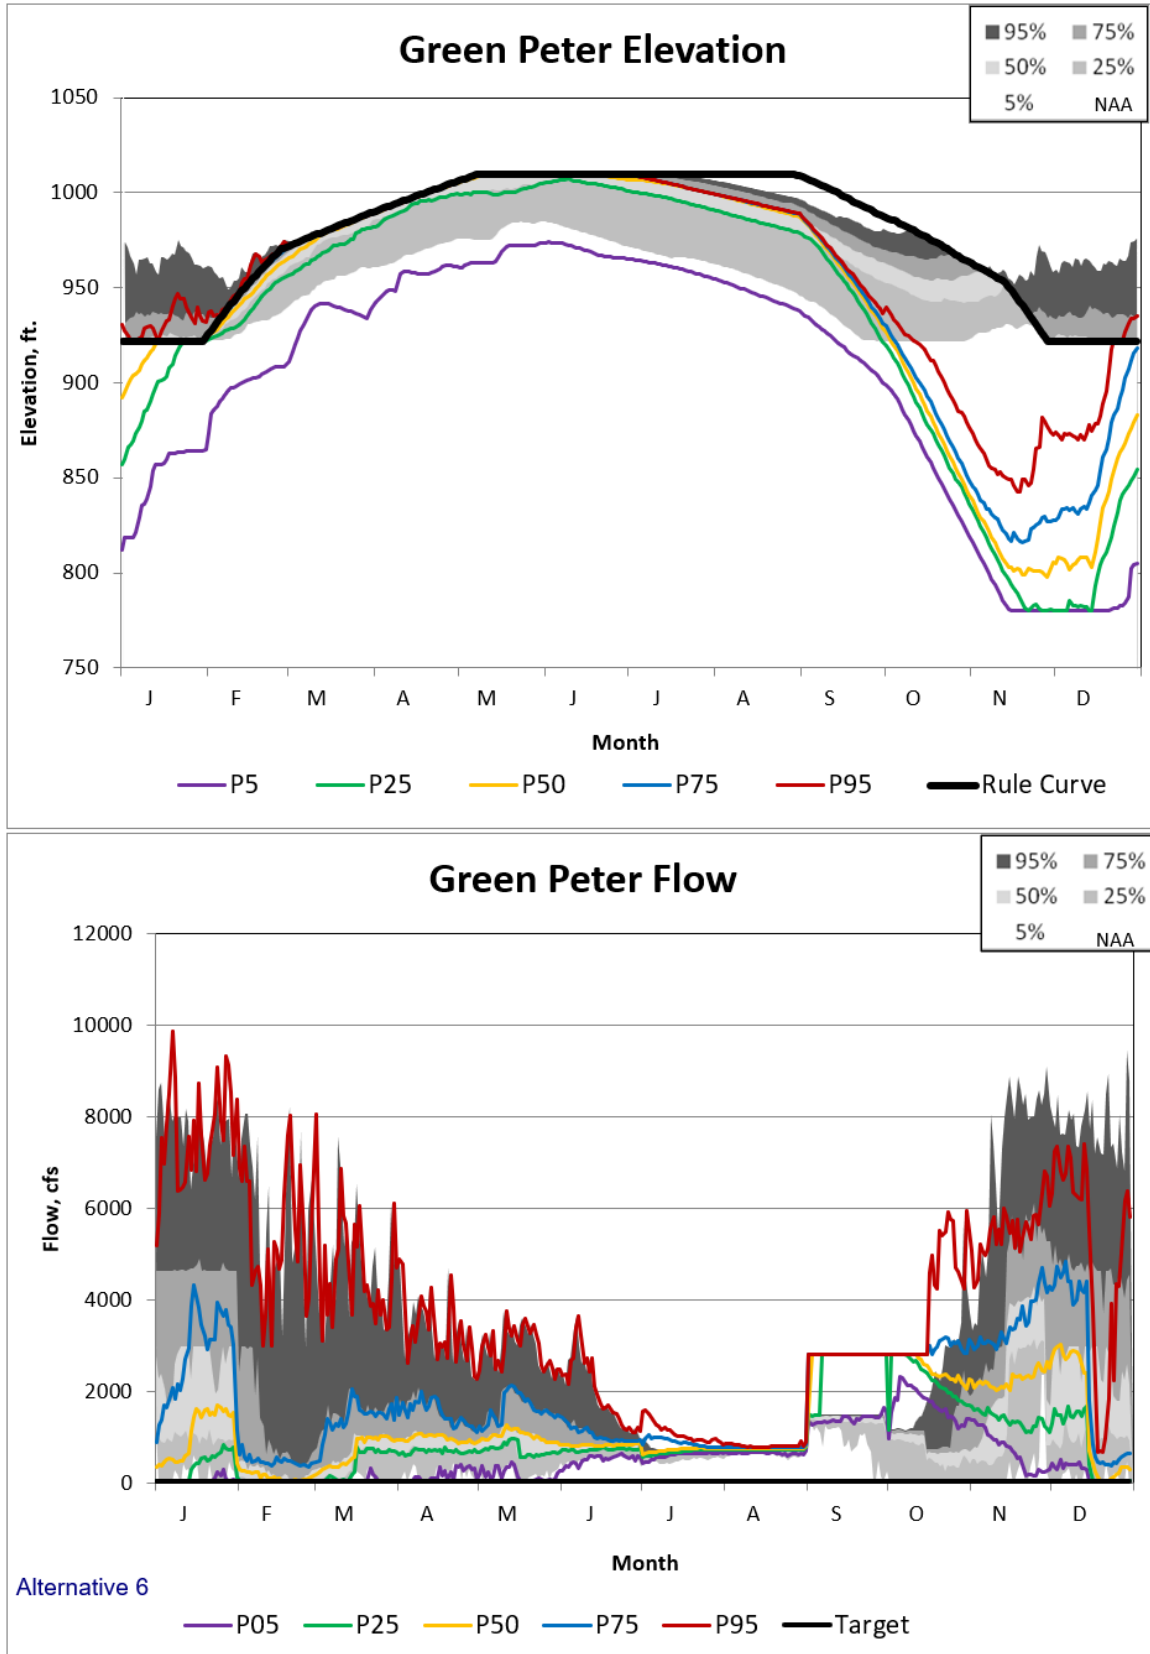 Green Peter Elevation
95% 75%
50% 25%
5% NAA
1050
1000
950
900
850
800
750
Elevation, ft.
J F M A M J J A S O N D
Month
P5 P25 P50 P75 P95 Rule Curve
Green Peter Flow
95% 75%
50% 25%
5% NAA
12000
10000
8000
6000
4000
2000
0
Flow, cfs
J F M A M J J A S O N D
Month
Alternative 6
P05 P25 P50 P75 P95 Target